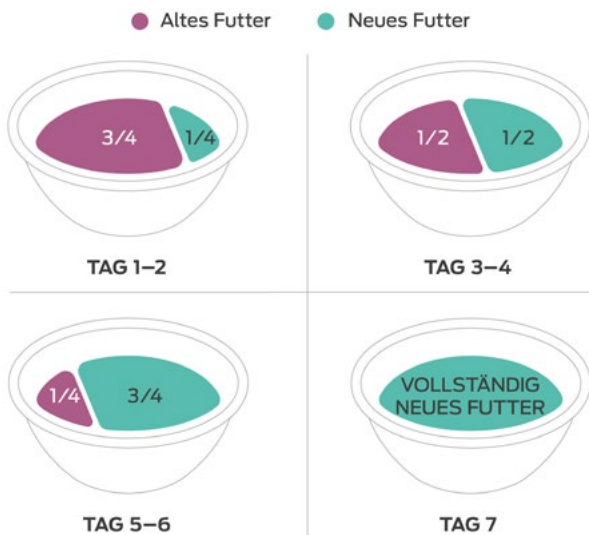 Altes Futter Neues Futter
3/4 1/4
TAG 1–2
1/2 1/2
TAG 3–4
1/4 3/4
TAG 5–6
VOLLSTÄNDIG
NEUES FUTTER
TAG 7